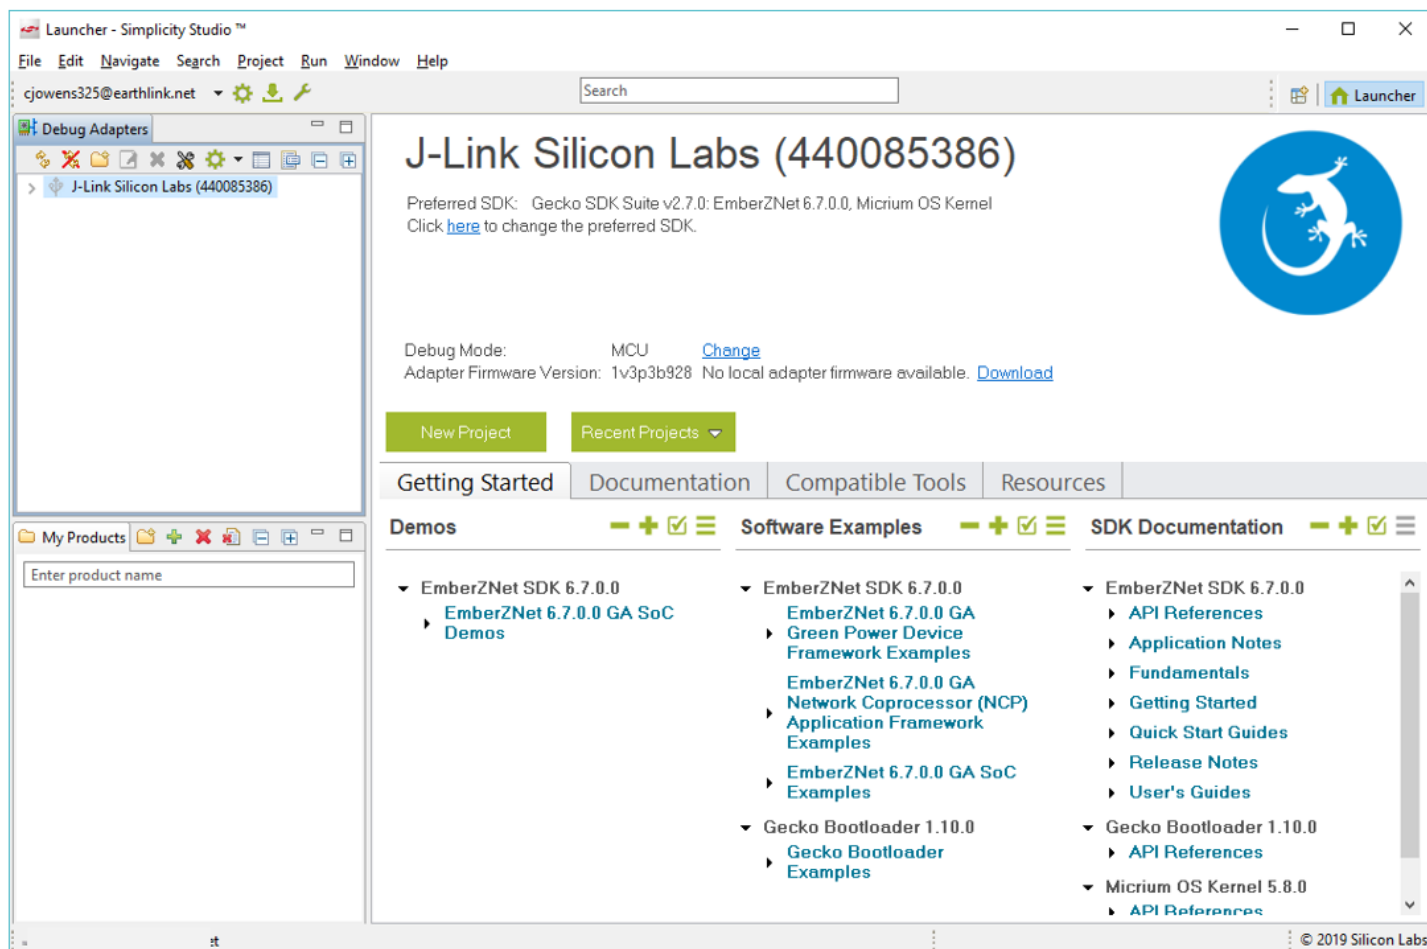 Launcher - Simplicity Studio ™
File Edit Navigate Search Project Run Window Help
cjowens325@earthlink.net
Search
Launcher
Debug Adapters
J-Link Silicon Labs (440085386)
J-Link Silicon Labs (440085386)
Preferred SDK: Gecko SDK Suite v2.7.0: EmberZNet 6.7.0.0, Micrium OS Kernel
Click here to change the preferred SDK.
Debug Mode: MCU Change
Adapter Firmware Version: 1v3p3b928 No local adapter firmware available. Download
New Project
Recent Projects
Getting Started Documentation Compatible Tools Resources
My Products
Enter product name
Demos
EmberZNet SDK 6.7.0.0
EmberZNet 6.7.0.0 GA SoC
Demos
Software Examples
EmberZNet SDK 6.7.0.0
EmberZNet 6.7.0.0 GA
Green Power Device
Framework Examples
EmberZNet 6.7.0.0 GA
Network Coprocessor (NCP)
Application Framework
Examples
EmberZNet 6.7.0.0 GA SoC
Examples
Gecko Bootloader 1.10.0
Gecko Bootloader
Examples
SDK Documentation
EmberZNet SDK 6.7.0.0
API References
Application Notes
Fundamentals
Getting Started
Quick Start Guides
Release Notes
User's Guides
Gecko Bootloader 1.10.0
API References
Micrium OS Kernel 5.8.0
API References
© 2019 Silicon Labs